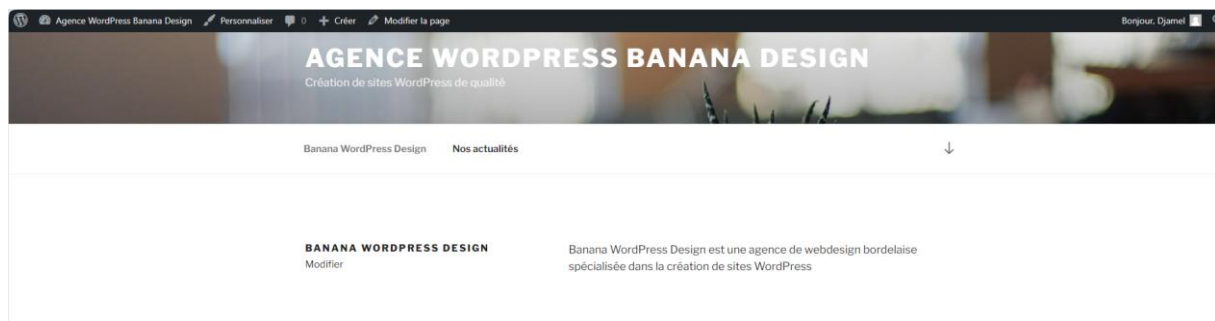 Agence WordPress Banana Design Personnaliser 0 Créer Modifier la page Bonjour, Djamel
AGENCE WORDPRESS BANANA DESIGN
Création de sites WordPress de qualité
Banana WordPress Design Nos actualités
BANANA WORDPRESS DESIGN
Modifier
Banana WordPress Design est une agence de webdesign bordelaise
spécialisée dans la création de sites WordPress